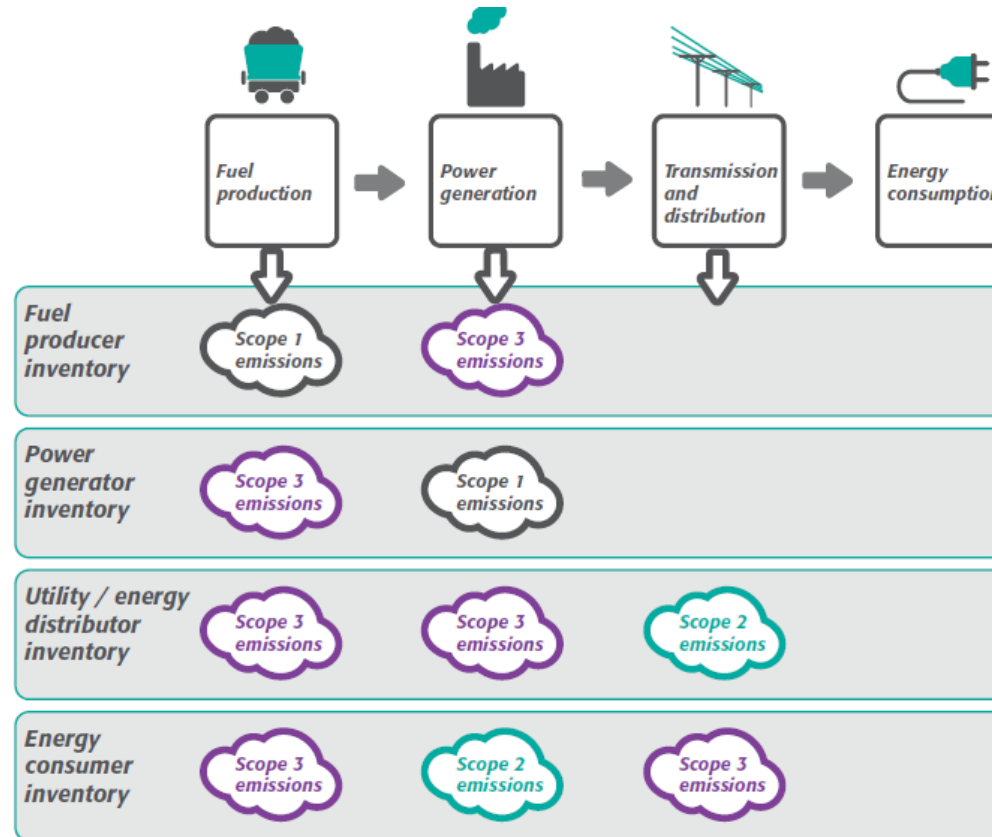 Fuel
production
Power
generation
Transmission
and
distribution
Energy
consumption
Fuel
producer
inventory
Scope 1
emissions
Scope 3
emissions
Power
generator
inventory
Scope 3
emissions
Scope 1
emissions
Utility / energy
distributor
inventory
Scope 3
emissions
Scope 3
emissions
Scope 2
emissions
Energy
consumer
inventory
Scope 3
emissions
Scope 2
emissions
Scope 3
emissions